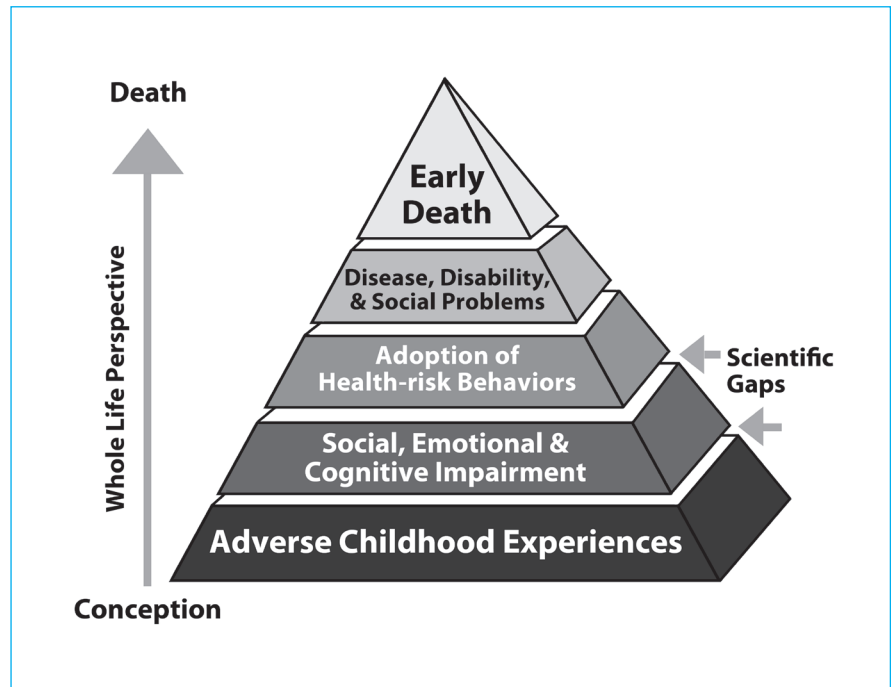 Death
Early
Death
Disease, Disability,
& Social Problems
Adoption of
Health-risk Behaviors
Scientific
Gaps
Social, Emotional &
Cognitive Impairment
Adverse Childhood Experiences
Whole Life Perspective
Conception